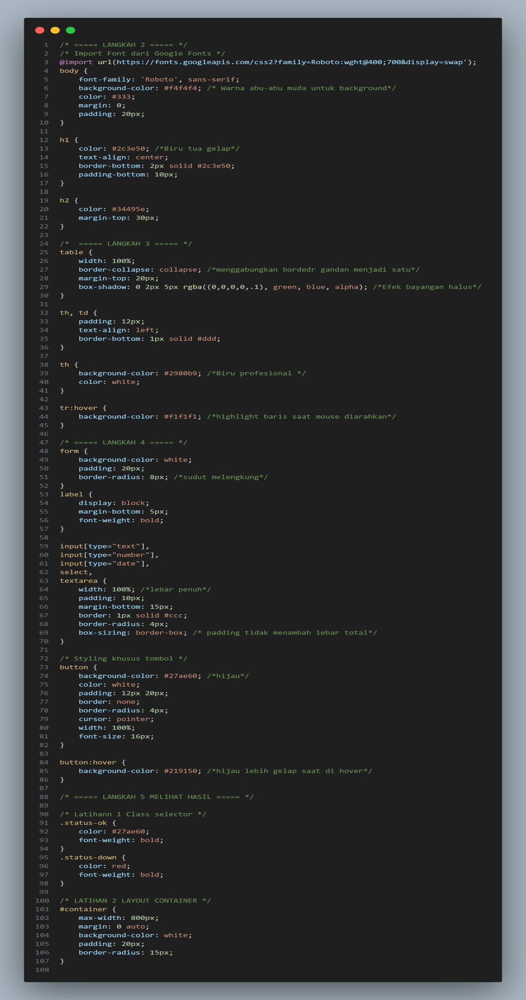 1 /* ===== LANGKAH 2 ===== */
2 /* Import Font dari Google Fonts */
3 @import url(https://fonts.googleapis.com/css2?family=Roboto:wght@400;700&display=swap');
4 body {
5     font-family: 'Roboto', sans-serif;
6     background-color: #f4f4f4; /* Warna abu-abu muda untuk background*/
7     color: #333;
8     margin: 0;
9     padding: 20px;
10 }
11
12 h1 {
13     color: #2c3e50; /*Biru tua gelap*/
14     text-align: center;
15     border-bottom: 2px solid #2c3e50;
16     padding-bottom: 10px;
17 }
18
19 h2 {
20     color: #34495e;
21     margin-top: 30px;
22 }
23
24 /*  ===== LANGKAH 3 ===== */
25 table {
26     width: 100%;
27     border-collapse: collapse; /*menggabungkan bordedr gandan menjadi satu*/
28     margin-top: 20px;
29     box-shadow: 0 2px 5px rgba((0,0,0,0,.1), green, blue, alpha); /*Efek bayangan halus*/
30 }
31
32 th, td {
33     padding: 12px;
34     text-align: left;
35     border-bottom: 1px solid #ddd;
36 }
37
38 th {
39     background-color: #2980b9; /*Biru profesional */
40     color: white;
41 }
42
43 tr:hover {
44     background-color: #f1f1f1; /*highlight baris saat mouse diarahkan*/
45 }
46
47 /* ===== LANGKAH 4 ===== */
48 form {
49     background-color: white;
50     padding: 20px;
51     border-radius: 8px; /*sudut melengkung*/
52 }
53 label {
54     display: block;
55     margin-bottom: 5px;
56     font-weight: bold;
57 }
58
59 input[type="text"],
60 input[type="number"],
61 input[type="date"],
62 select,
63 textarea {
64     width: 100%; /*lebar penuh*/
65     padding: 10px;
66     margin-bottom: 15px;
67     border: 1px solid #ccc;
68     border-radius: 4px;
69     box-sizing: border-box; /* padding tidak menambah lebar total*/
70 }
71
72 /* Styling khusus tombol */
73 button {
74     background-color: #27ae60; /*hijau*/
75     color: white;
76     padding: 12px 20px;
77     border: none;
78     border-radius: 4px;
79     cursor: pointer;
80     width: 100%;
81     font-size: 16px;
82 }
83
84 button:hover {
85     background-color: #219150; /*hijau lebih gelap saat di hover*/
86 }
87
88 /* ===== LANGKAH 5 MELIHAT HASIL ===== */
89
90 /* Latihann 1 Class selector */
91 .status-ok {
92     color: #27ae60;
93     font-weight: bold;
94 }
95 .status-down {
96     color: red;
97     font-weight: bold;
98 }
99
100 /* LATIHAN 2 LAYOUT CONTAINER */
101 #container {
102     max-width: 800px;
103     margin: 0 auto;
104     background-color: white;
105     padding: 20px;
106     border-radius: 15px;
107 }
108